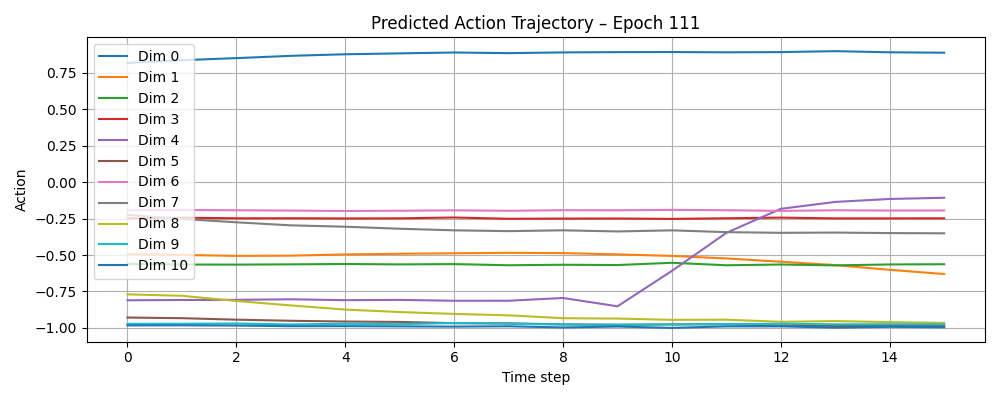 Predicted Action Trajectory – Epoch 111
Action
0.75
0.50
0.25
0.00
−0.25
−0.50
−0.75
−1.00
Dim 0
Dim 1
Dim 2
Dim 3
Dim 4
Dim 5
Dim 6
Dim 7
Dim 8
Dim 9
Dim 10
0 2 4 6 8 10 12 14
Time step